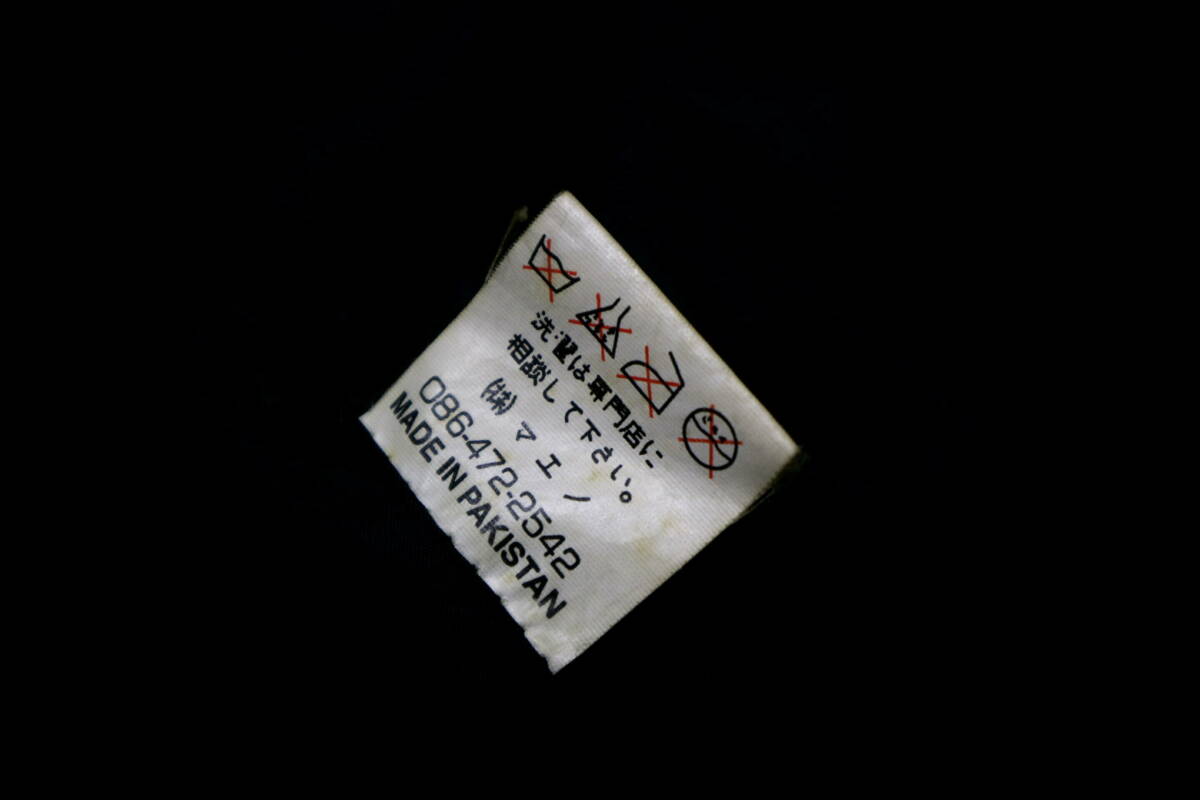 洗濯は専門店に
相談して下さい。
㈱マエノ
086-472-2542
MADE IN PAKISTAN